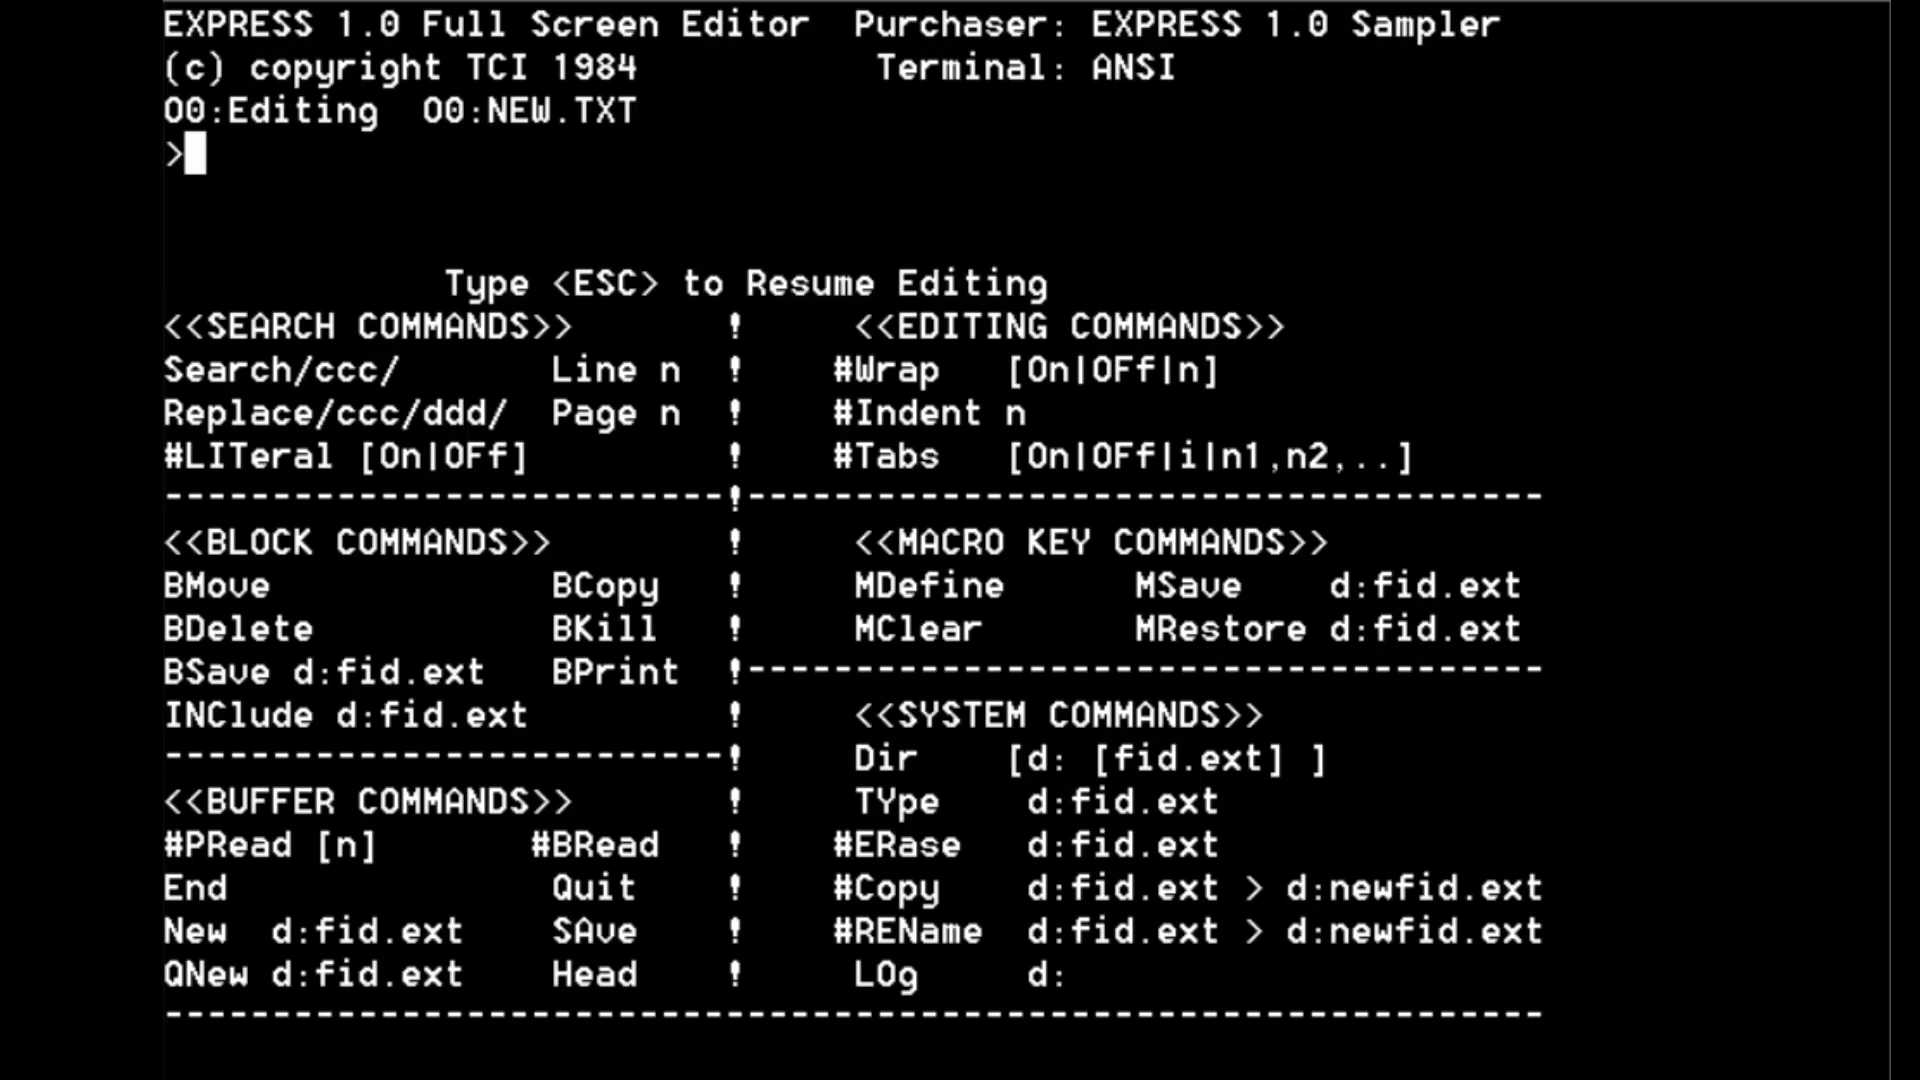 EXPRESS 1.0 Full Screen Editor  Purchaser: EXPRESS 1.0 Sampler
(c) copyright TCI 1984           Terminal: ANSI
O0:Editing  O0:NEW.TXT
>
Type <ESC> to Resume Editing
<<SEARCH COMMANDS>>       !     <<EDITING COMMANDS>>
Search/ccc/       Line n  !    #Wrap   [On|OFf|n]
Replace/ccc/ddd/  Page n  !    #Indent n
#LITeral [On|OFf]         !    #Tabs   [On|OFf|i|n1,n2,..]
--------------------------!-------------------------------------
<<BLOCK COMMANDS>>        !     <<MACRO KEY COMMANDS>>
BMove             BCopy   !     MDefine      MSave    d:fid.ext
BDelete           BKill   !     MClear       MRestore d:fid.ext
BSave d:fid.ext   BPrint  !-------------------------------------
INClude d:fid.ext         !     <<SYSTEM COMMANDS>>
--------------------------!     Dir    [d: [fid.ext] ]
<<BUFFER COMMANDS>>       !     TYpe    d:fid.ext
#PRead [n]       #BRead   !    #ERase   d:fid.ext
End               Quit    !    #Copy    d:fid.ext > d:newfid.ext
New  d:fid.ext    SAve    !    #REName  d:fid.ext > d:newfid.ext
QNew d:fid.ext    Head    !     LOg     d:
----------------------------------------------------------------